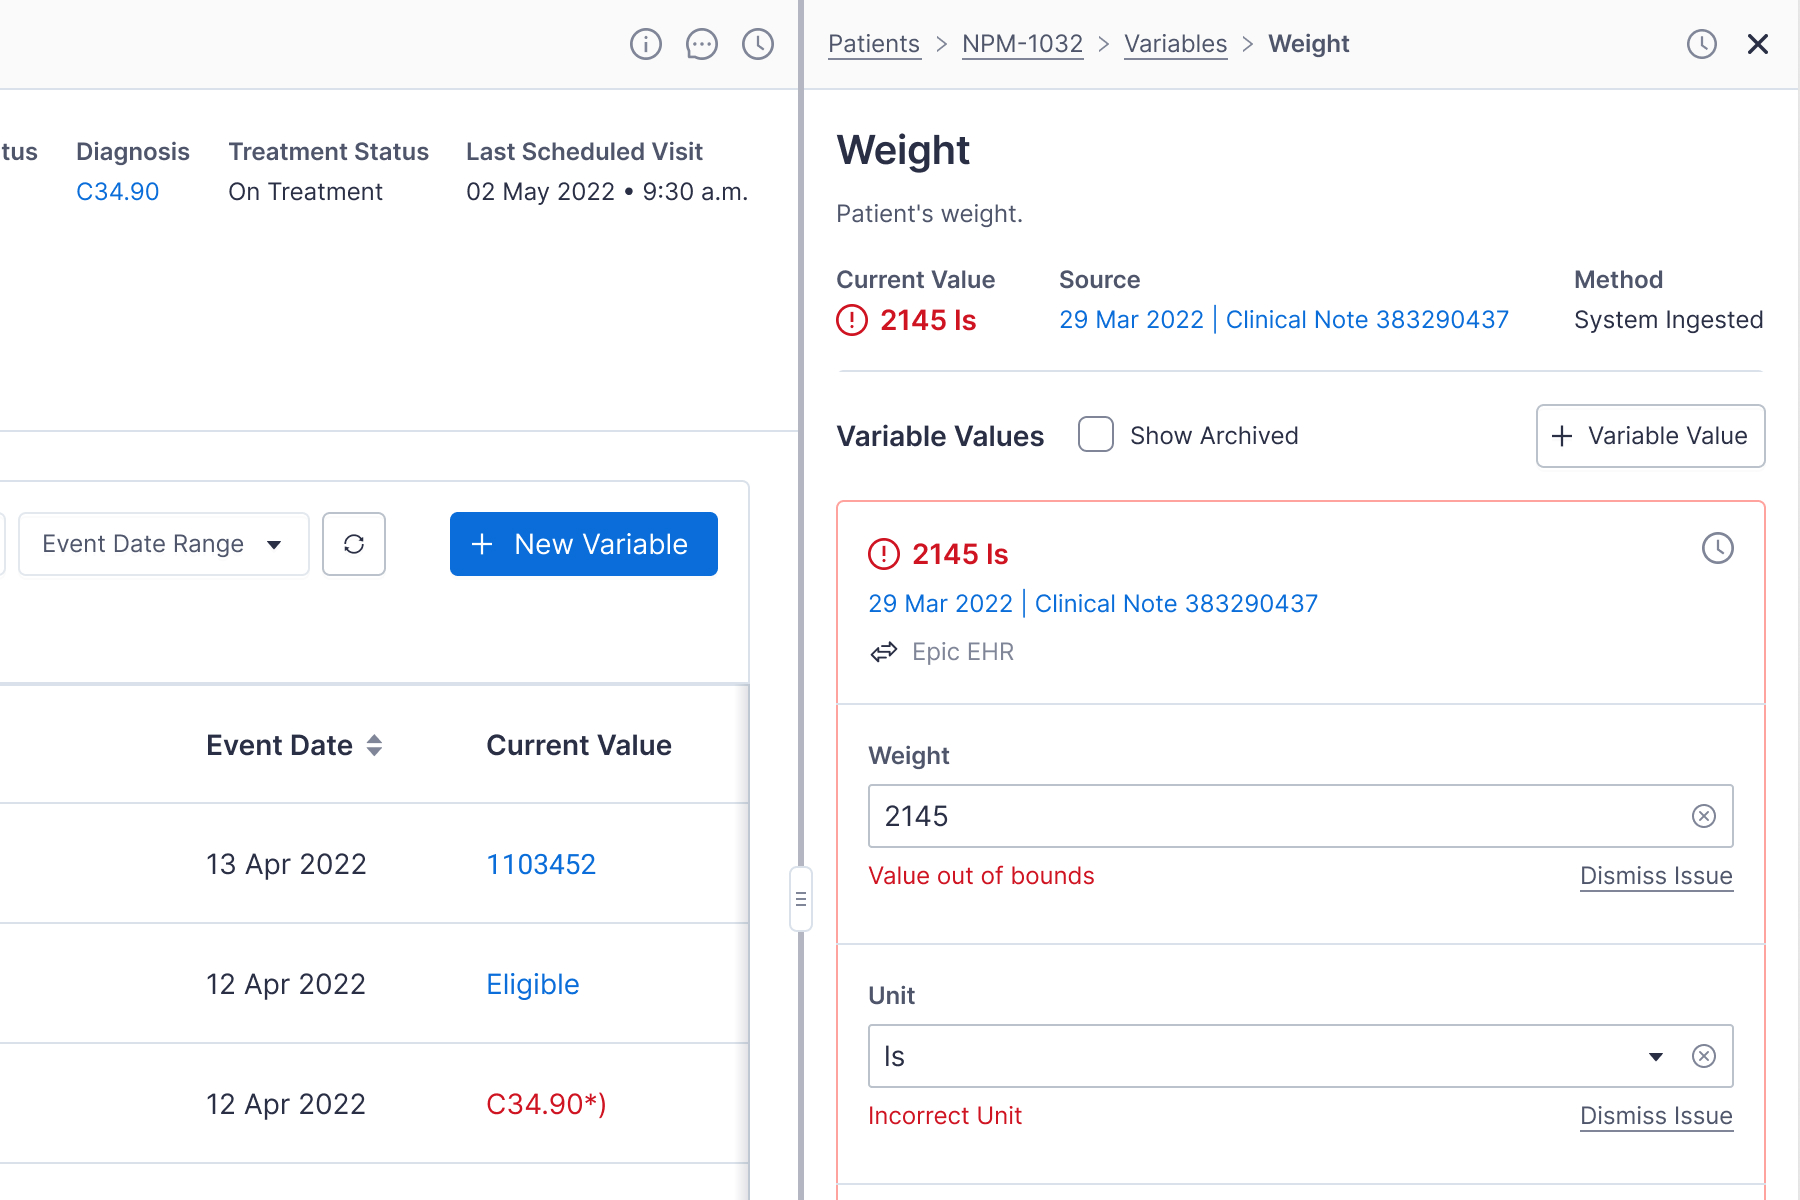 Patients > NPM-1032 > Variables > Weight
tus
Diagnosis
C34.90
Treatment Status
On Treatment
Last Scheduled Visit
02 May 2022 • 9:30 a.m.
Event Date Range
+ New Variable
Event Date
Current Value
13 Apr 2022
1103452
12 Apr 2022
Eligible
12 Apr 2022
C34.90*)
Weight
Patient's weight.
Current Value
2145 ls
Source
29 Mar 2022 | Clinical Note 383290437
Method
System Ingested
Variable Values
Show Archived
+ Variable Value
2145 ls
29 Mar 2022 | Clinical Note 383290437
Epic EHR
Weight
2145
Value out of bounds
Dismiss Issue
Unit
ls
Incorrect Unit
Dismiss Issue